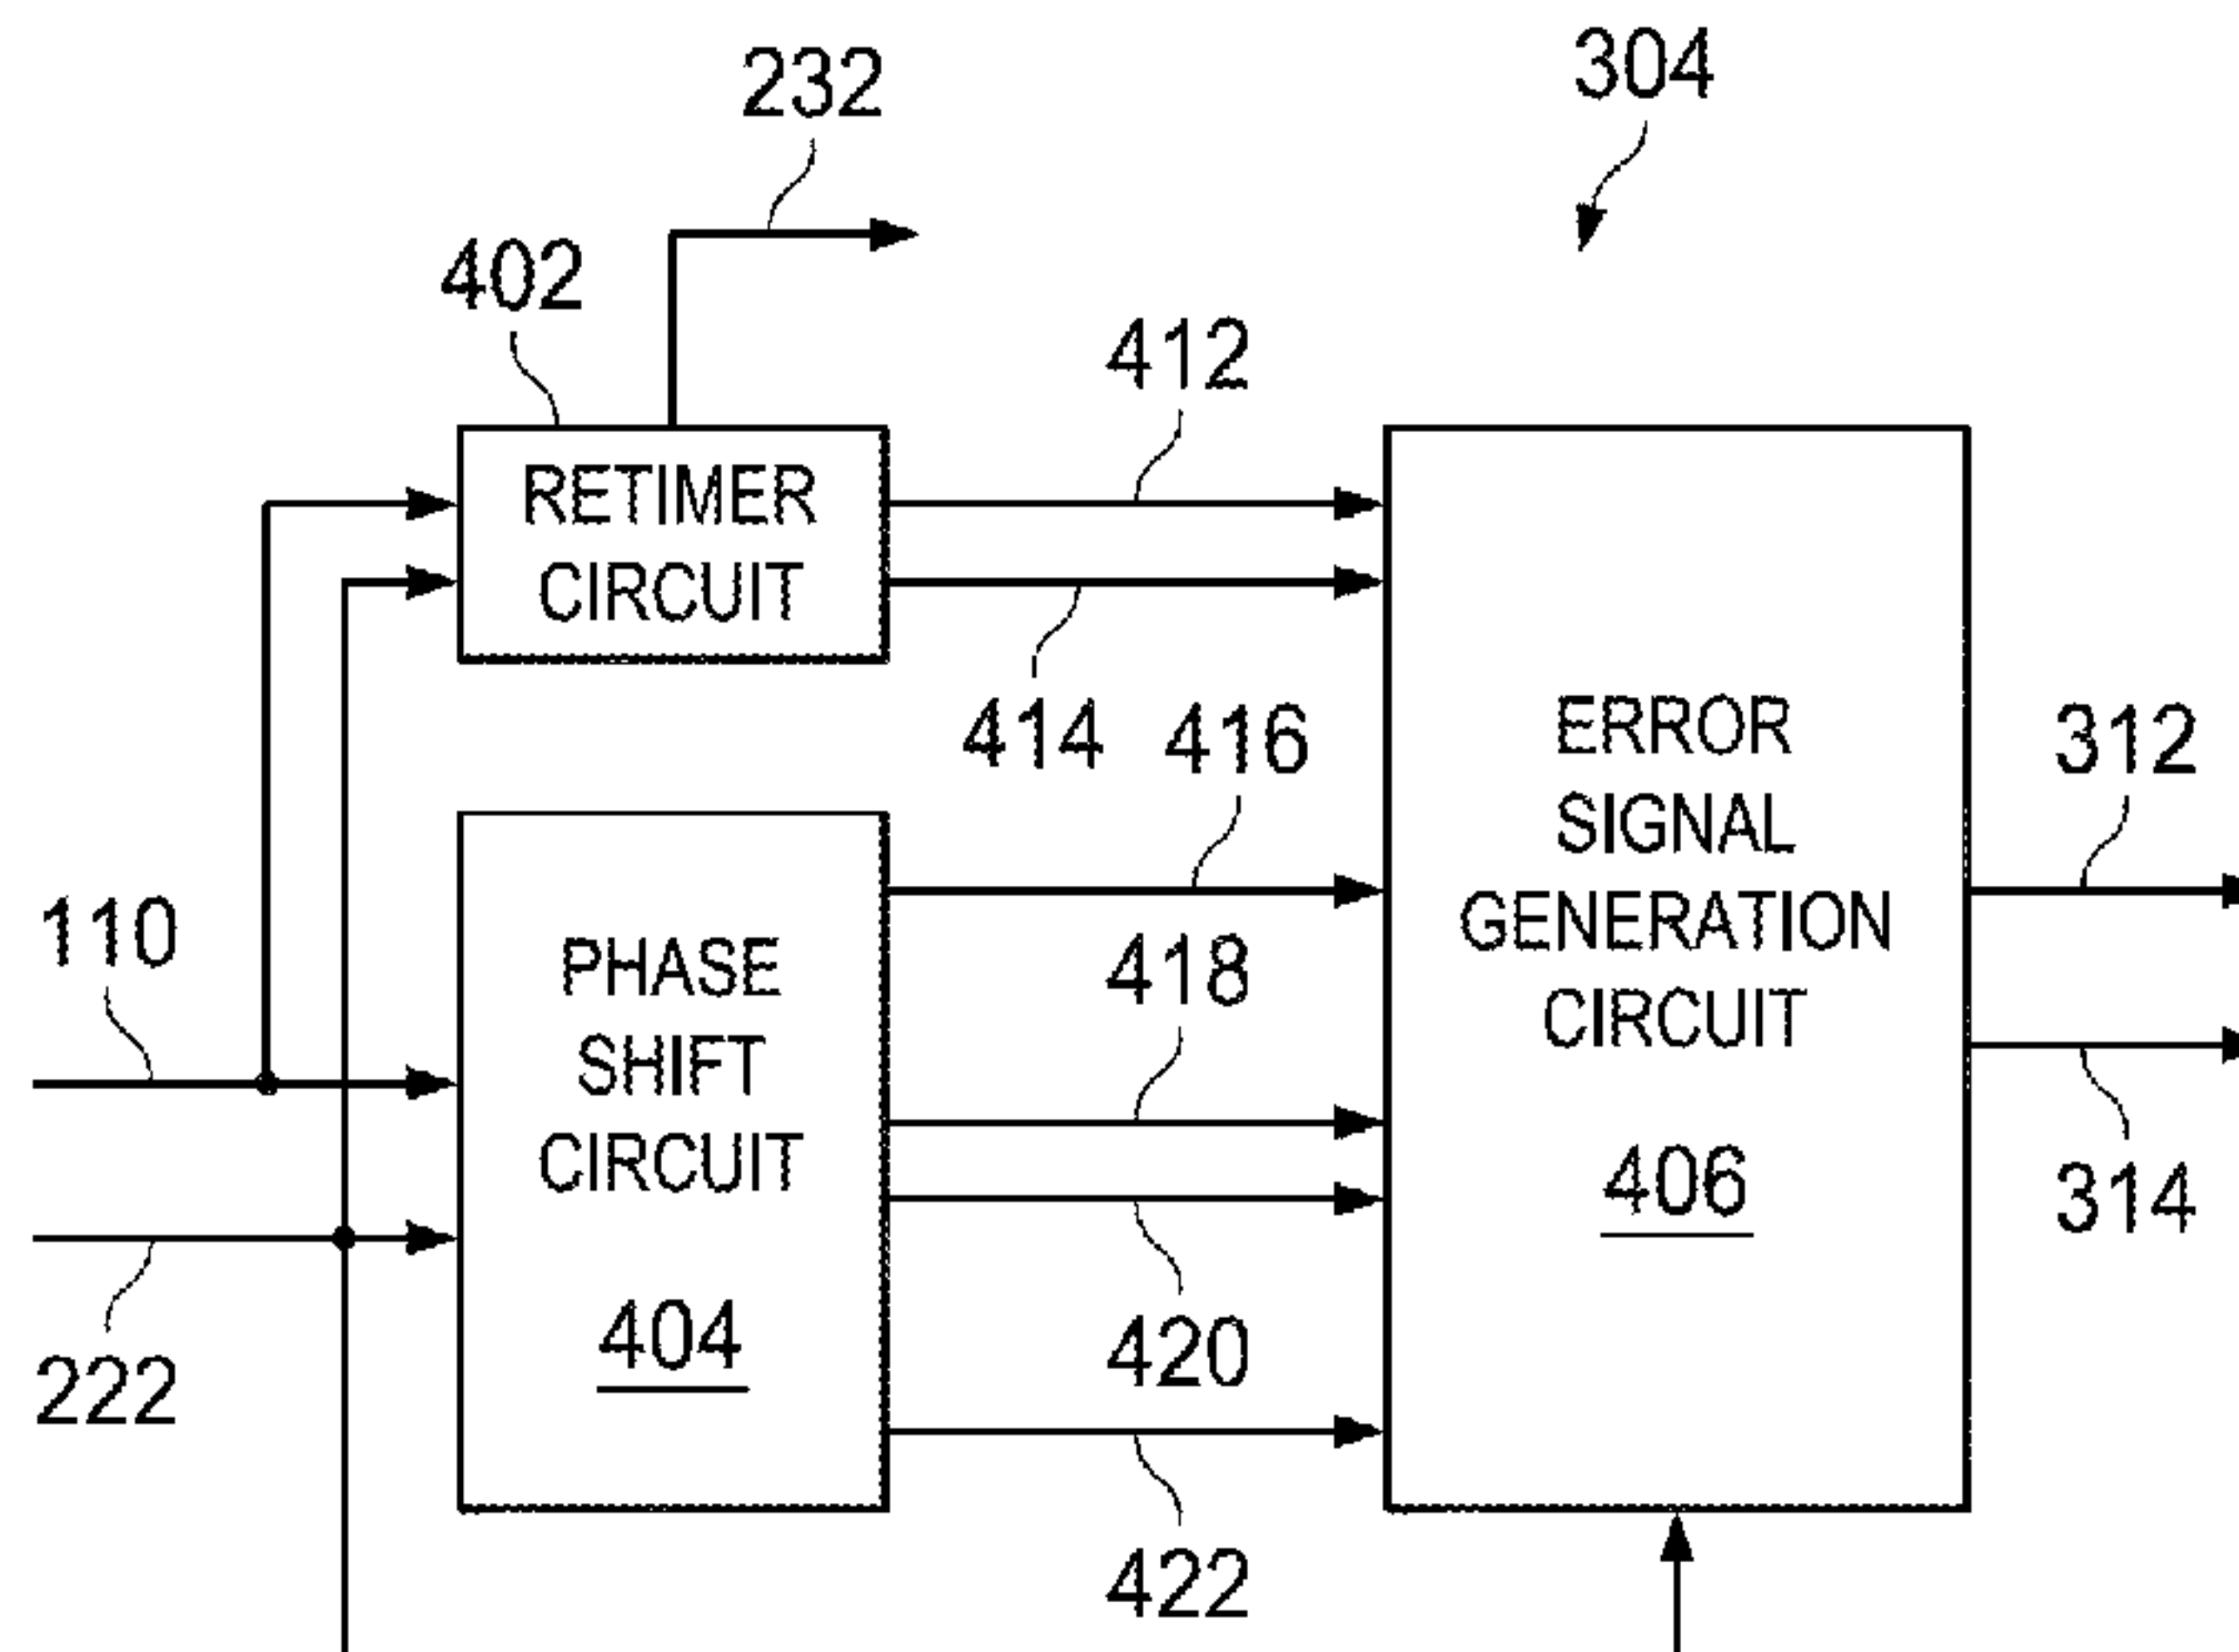 304
232
402
412
RETIMER
CIRCUIT
414
416
ERROR
SIGNAL
GENERATION
CIRCUIT
406
312
314
110
PHASE
SHIFT
CIRCUIT
404
418
222
420
422